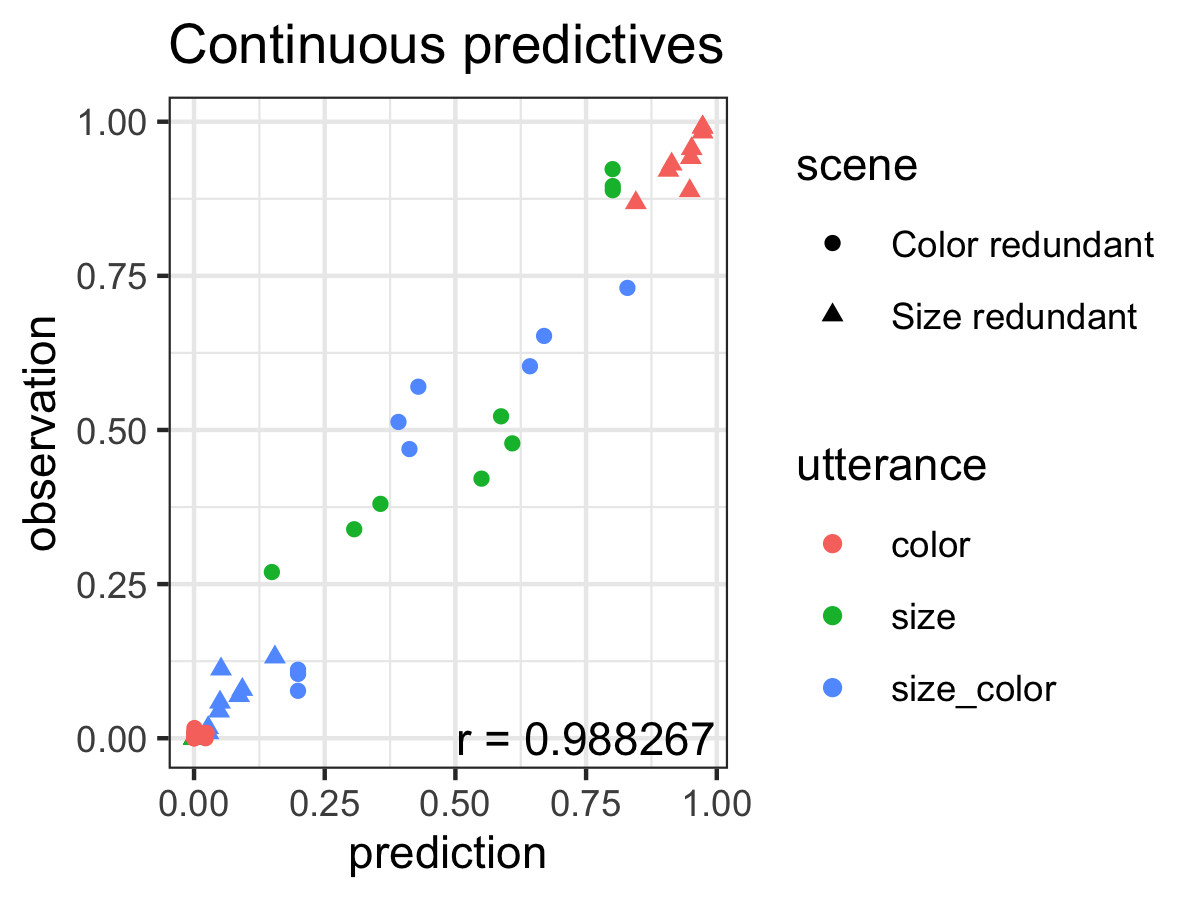 Continuous predictives
observation
1.00
0.75
0.50
0.25
0.00
r = 0.988267
0.00 0.25 0.50 0.75 1.00
prediction
scene
Color redundant
Size redundant
utterance
color
size
size_color